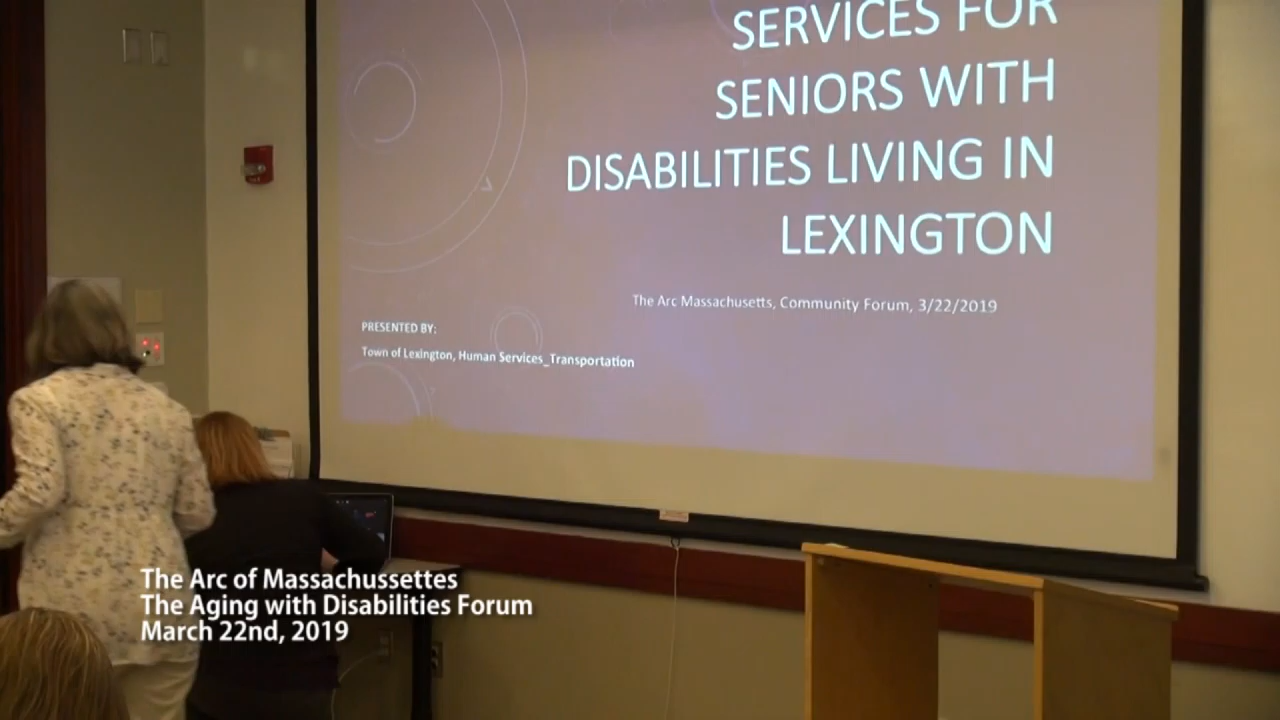 SERVICES FOR
SENIORS WITH
DISABILITIES LIVING IN
LEXINGTON
The Arc Massachusetts, Community Forum, 3/22/2019
PRESENTED BY:
Town of Lexington, Human Services_Transportation
The Arc of Massachussettes
The Aging with Disabilities Forum
March 22nd, 2019